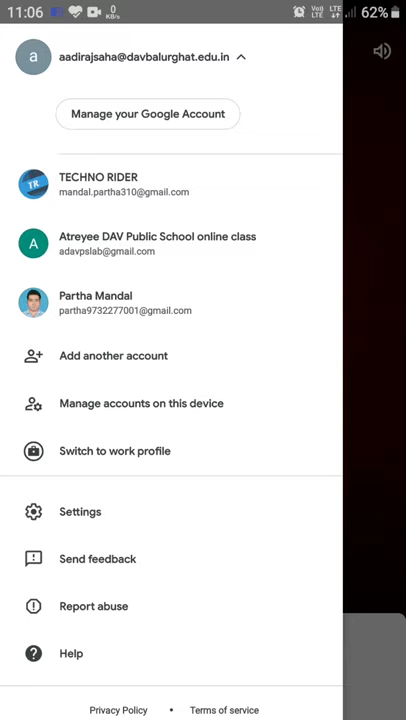 11:06
0
KB/s
Vo))
LTE
LTE
62%
a
aadirajsaha@davbalurghat.edu.in
Manage your Google Account
TR
TECHNO RIDER
mandal.partha310@gmail.com
A
Atreyee DAV Public School online class
adavpslab@gmail.com
Partha Mandal
partha9732277001@gmail.com
Add another account
Manage accounts on this device
Switch to work profile
Settings
Send feedback
Report abuse
Help
Privacy Policy • Terms of service